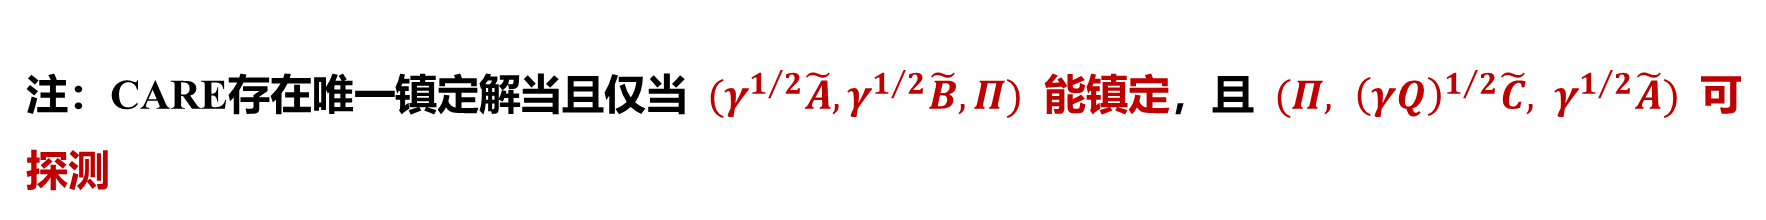 注：CARE存在唯一镇定解当且仅当 (γ^{1/2}Ã, γ^{1/2}B̃, Π) 能镇定，且 (Π, (γQ)^{1/2}C̃, γ^{1/2}Ã) 可
探测